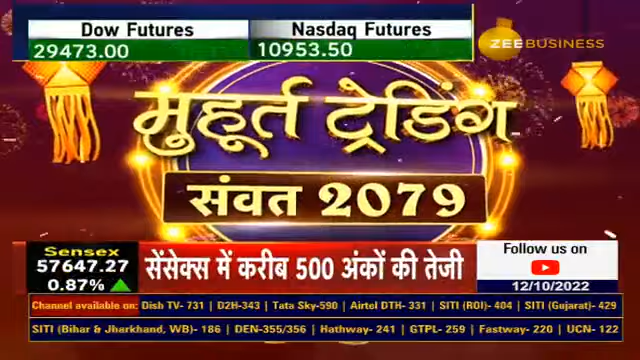 Dow Futures
29473.00
Nasdaq Futures
10953.50
ZEEBUSINESS
मुहूर्त ट्रेडिंग
संवत 2079
Sensex
57647.27
0.87%
सेंसेक्स में करीब 500 अंकों की तेजी
Follow us on
12/10/2022
Channel available on: Dish TV- 731 | D2H-343 | Tata Sky-590 | Airtel DTH- 331 | SITI (ROI)- 404 | SITI (Gujarat)- 429
SITI (Bihar & Jharkhand, WB)- 186 | DEN-355/356 | Hathway- 241 | GTPL- 259 | Fastway- 220 | UCN- 122